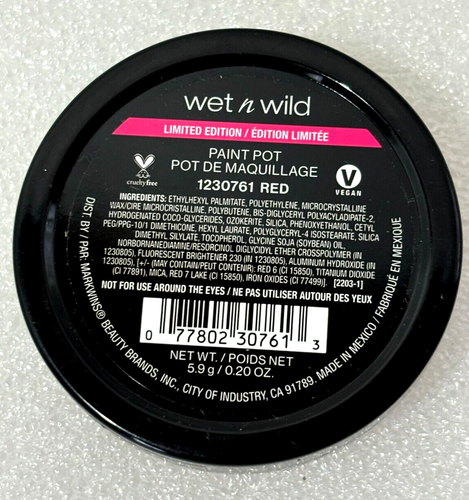 wet n wild
LIMITED EDITION / ÉDITION LIMITÉE
PAINT POT
POT DE MAQUILLAGE
1230761 RED
crueltyfree
VEGAN
INGREDIENTS: ETHYLHEXYL PALMITATE, POLYETHYLENE, MICROCRYSTALLINE
WAX/CIRE MICROCRISTALLINE, POLYBUTENE, BIS-DIGLYCERYL POLYACYLADIPATE-2,
HYDROGENATED COCO-GLYCERIDES, OZOKERITE, SILICA, PHENOXYETHANOL, CETYL
PEG/PPG-10/1 DIMETHICONE, HEXYL LAURATE, POLYGLYCERYL-4 ISOSTEARATE, SILICA
DIMETHYL SILYLATE, TOCOPHEROL, GLYCINE SOJA (SOYBEAN) OIL,
NORBORNANEDIAMINE/RESORCINOL DIGLYCIDYL ETHER CROSSPOLYMER (IN
1230805), FLUORESCENT BRIGHTENER 230 (IN 1230805), ALUMINUM HYDROXIDE (IN
1230805), [+/- (MAY CONTAIN/PEUT CONTENIR): RED 6 (CI 15850), TITANIUM DIOXIDE
(CI 77891), MICA, RED 7 LAKE (CI 15850), IRON OXIDES (CI 77499)]. [2203-1]
NOT FOR USE AROUND THE EYES / NE PAS UTILISER AUTOUR DES YEUX
0 77802 30761 3
NET WT. / POIDS NET
5.9 g / 0.20 OZ.
DIST. BY / PAR: MARKWINS® BEAUTY BRANDS, INC., CITY OF INDUSTRY, CA 91789. MADE IN MEXICO / FABRIQUÉ EN MEXIQUE